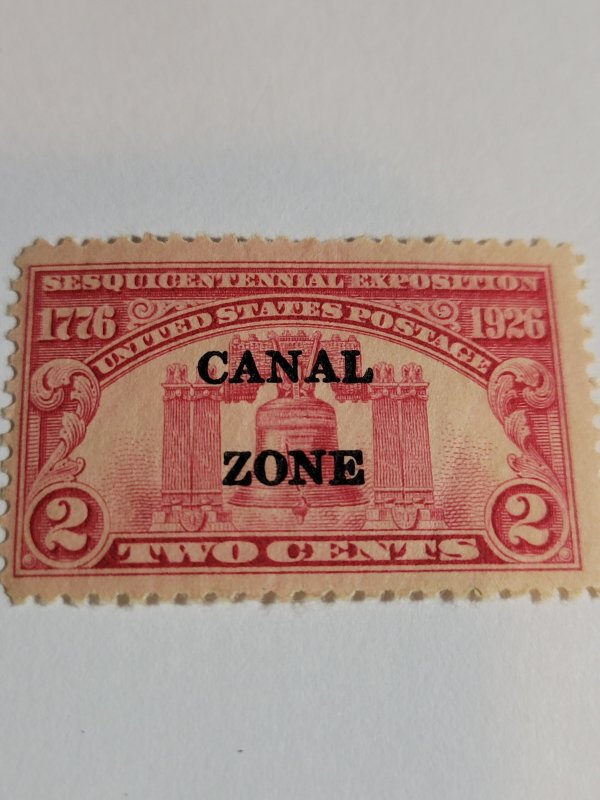 SESQUICENTENNIAL EXPOSITION
1776 1926
UNITED STATES POSTAGE
CANAL
ZONE
2 2
TWO CENTS